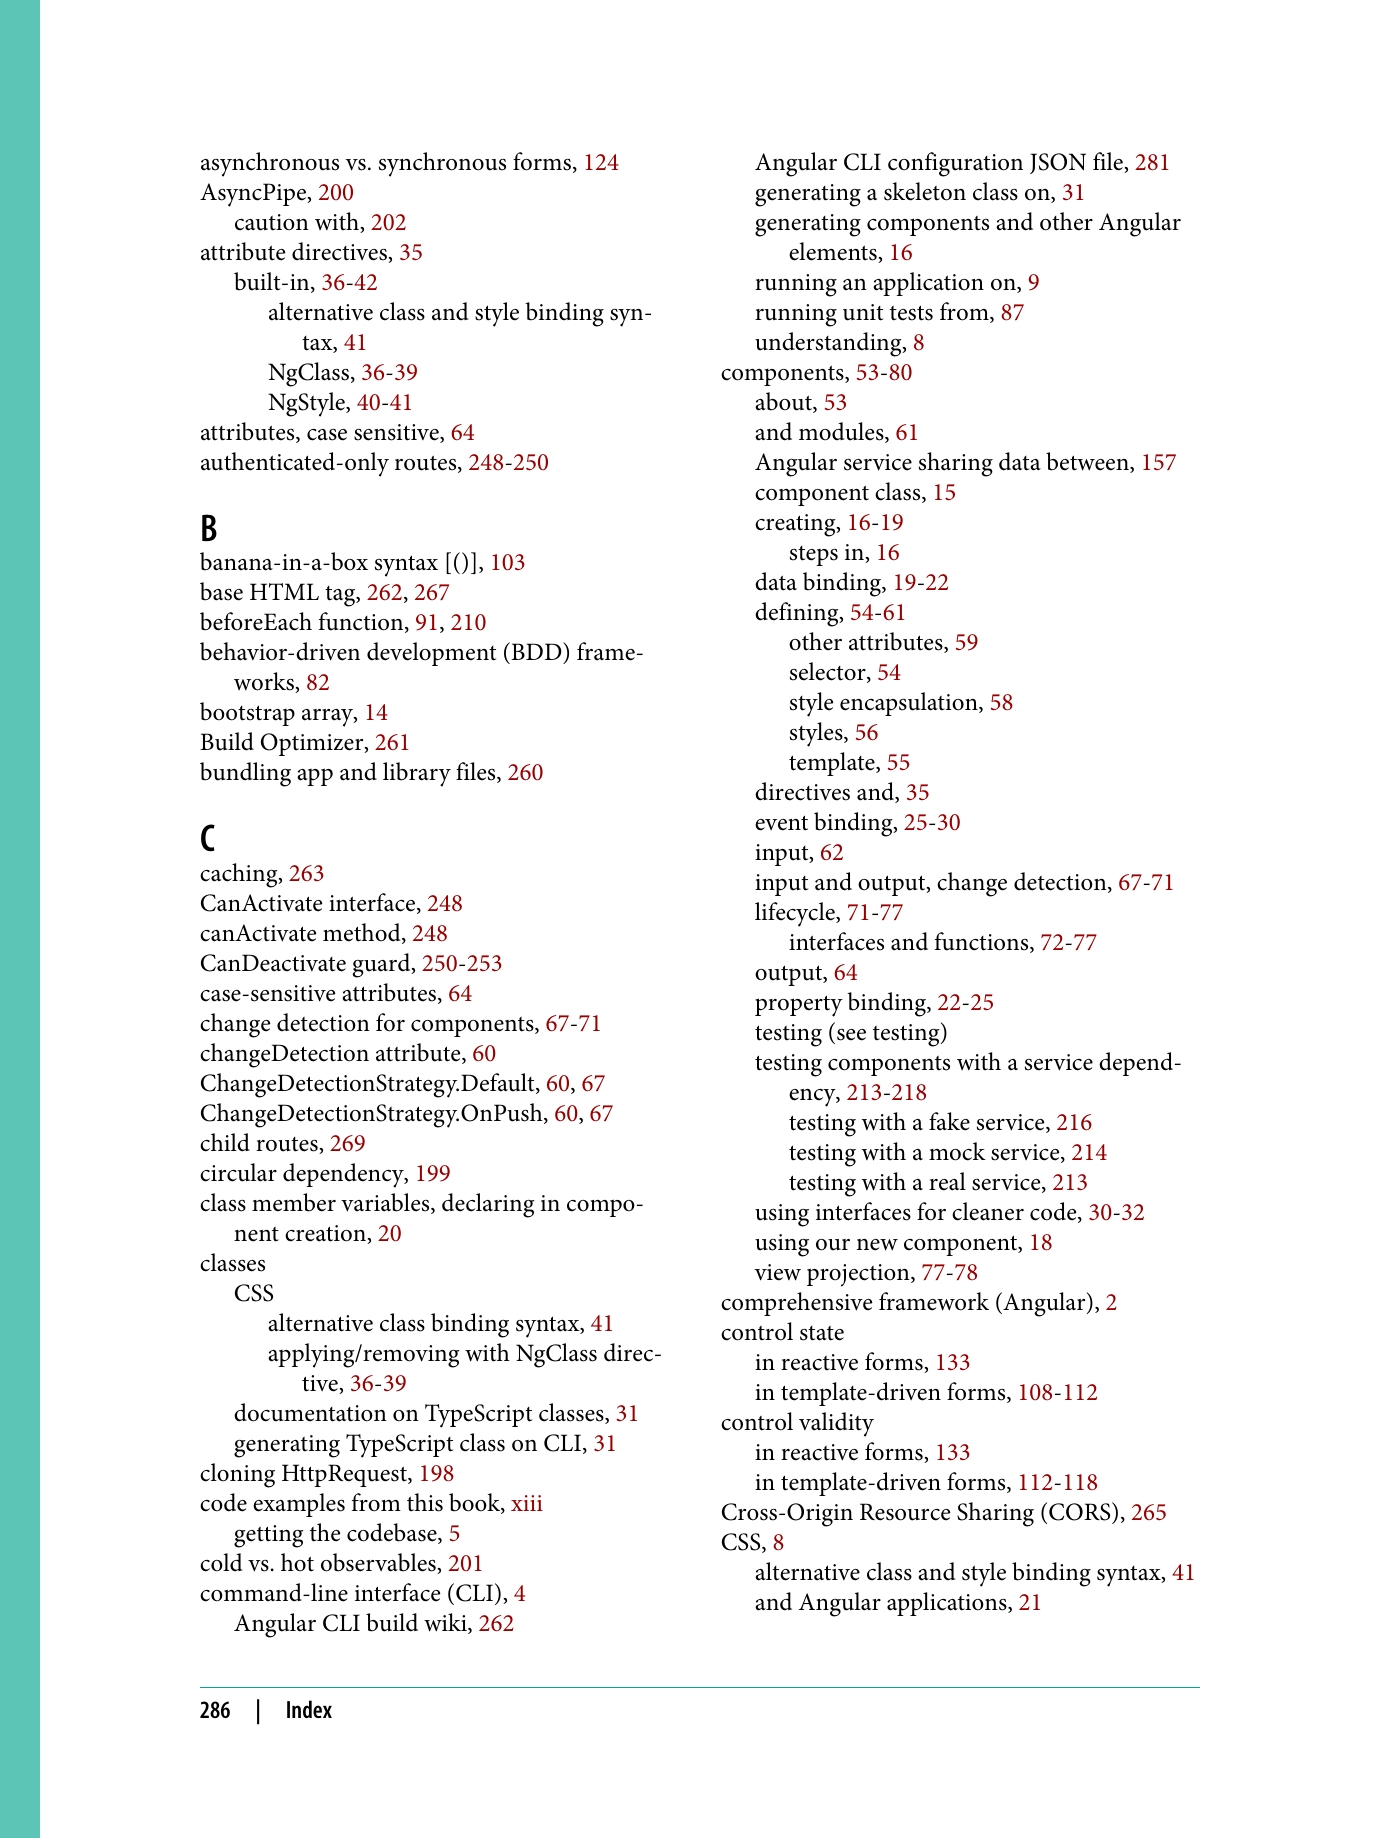 asynchronous vs. synchronous forms, 124
AsyncPipe, 200
caution with, 202
attribute directives, 35
built-in, 36-42
alternative class and style binding syn-
tax, 41
NgClass, 36-39
NgStyle, 40-41
attributes, case sensitive, 64
authenticated-only routes, 248-250
B
banana-in-a-box syntax [()], 103
base HTML tag, 262, 267
beforeEach function, 91, 210
behavior-driven development (BDD) frame-
works, 82
bootstrap array, 14
Build Optimizer, 261
bundling app and library files, 260
C
caching, 263
CanActivate interface, 248
canActivate method, 248
CanDeactivate guard, 250-253
case-sensitive attributes, 64
change detection for components, 67-71
changeDetection attribute, 60
ChangeDetectionStrategy.Default, 60, 67
ChangeDetectionStrategy.OnPush, 60, 67
child routes, 269
circular dependency, 199
class member variables, declaring in compo-
nent creation, 20
classes
CSS
alternative class binding syntax, 41
applying/removing with NgClass direc-
tive, 36-39
documentation on TypeScript classes, 31
generating TypeScript class on CLI, 31
cloning HttpRequest, 198
code examples from this book, xiii
getting the codebase, 5
cold vs. hot observables, 201
command-line interface (CLI), 4
Angular CLI build wiki, 262
Angular CLI configuration JSON file, 281
generating a skeleton class on, 31
generating components and other Angular
elements, 16
running an application on, 9
running unit tests from, 87
understanding, 8
components, 53-80
about, 53
and modules, 61
Angular service sharing data between, 157
component class, 15
creating, 16-19
steps in, 16
data binding, 19-22
defining, 54-61
other attributes, 59
selector, 54
style encapsulation, 58
styles, 56
template, 55
directives and, 35
event binding, 25-30
input, 62
input and output, change detection, 67-71
lifecycle, 71-77
interfaces and functions, 72-77
output, 64
property binding, 22-25
testing (see testing)
testing components with a service depend-
ency, 213-218
testing with a fake service, 216
testing with a mock service, 214
testing with a real service, 213
using interfaces for cleaner code, 30-32
using our new component, 18
view projection, 77-78
comprehensive framework (Angular), 2
control state
in reactive forms, 133
in template-driven forms, 108-112
control validity
in reactive forms, 133
in template-driven forms, 112-118
Cross-Origin Resource Sharing (CORS), 265
CSS, 8
alternative class and style binding syntax, 41
and Angular applications, 21
286 | Index